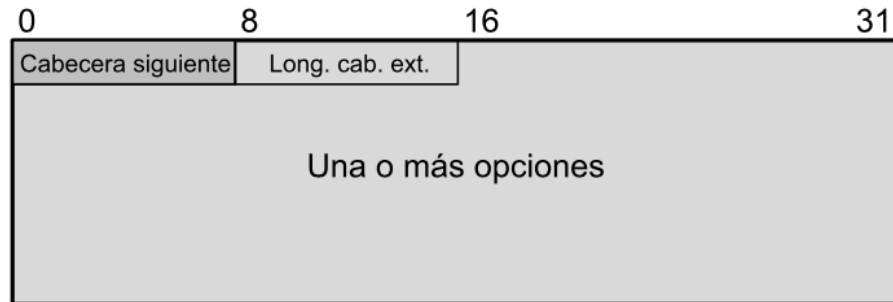 0 8 16 31
Cabecera siguiente Long. cab. ext.
Una o más opciones